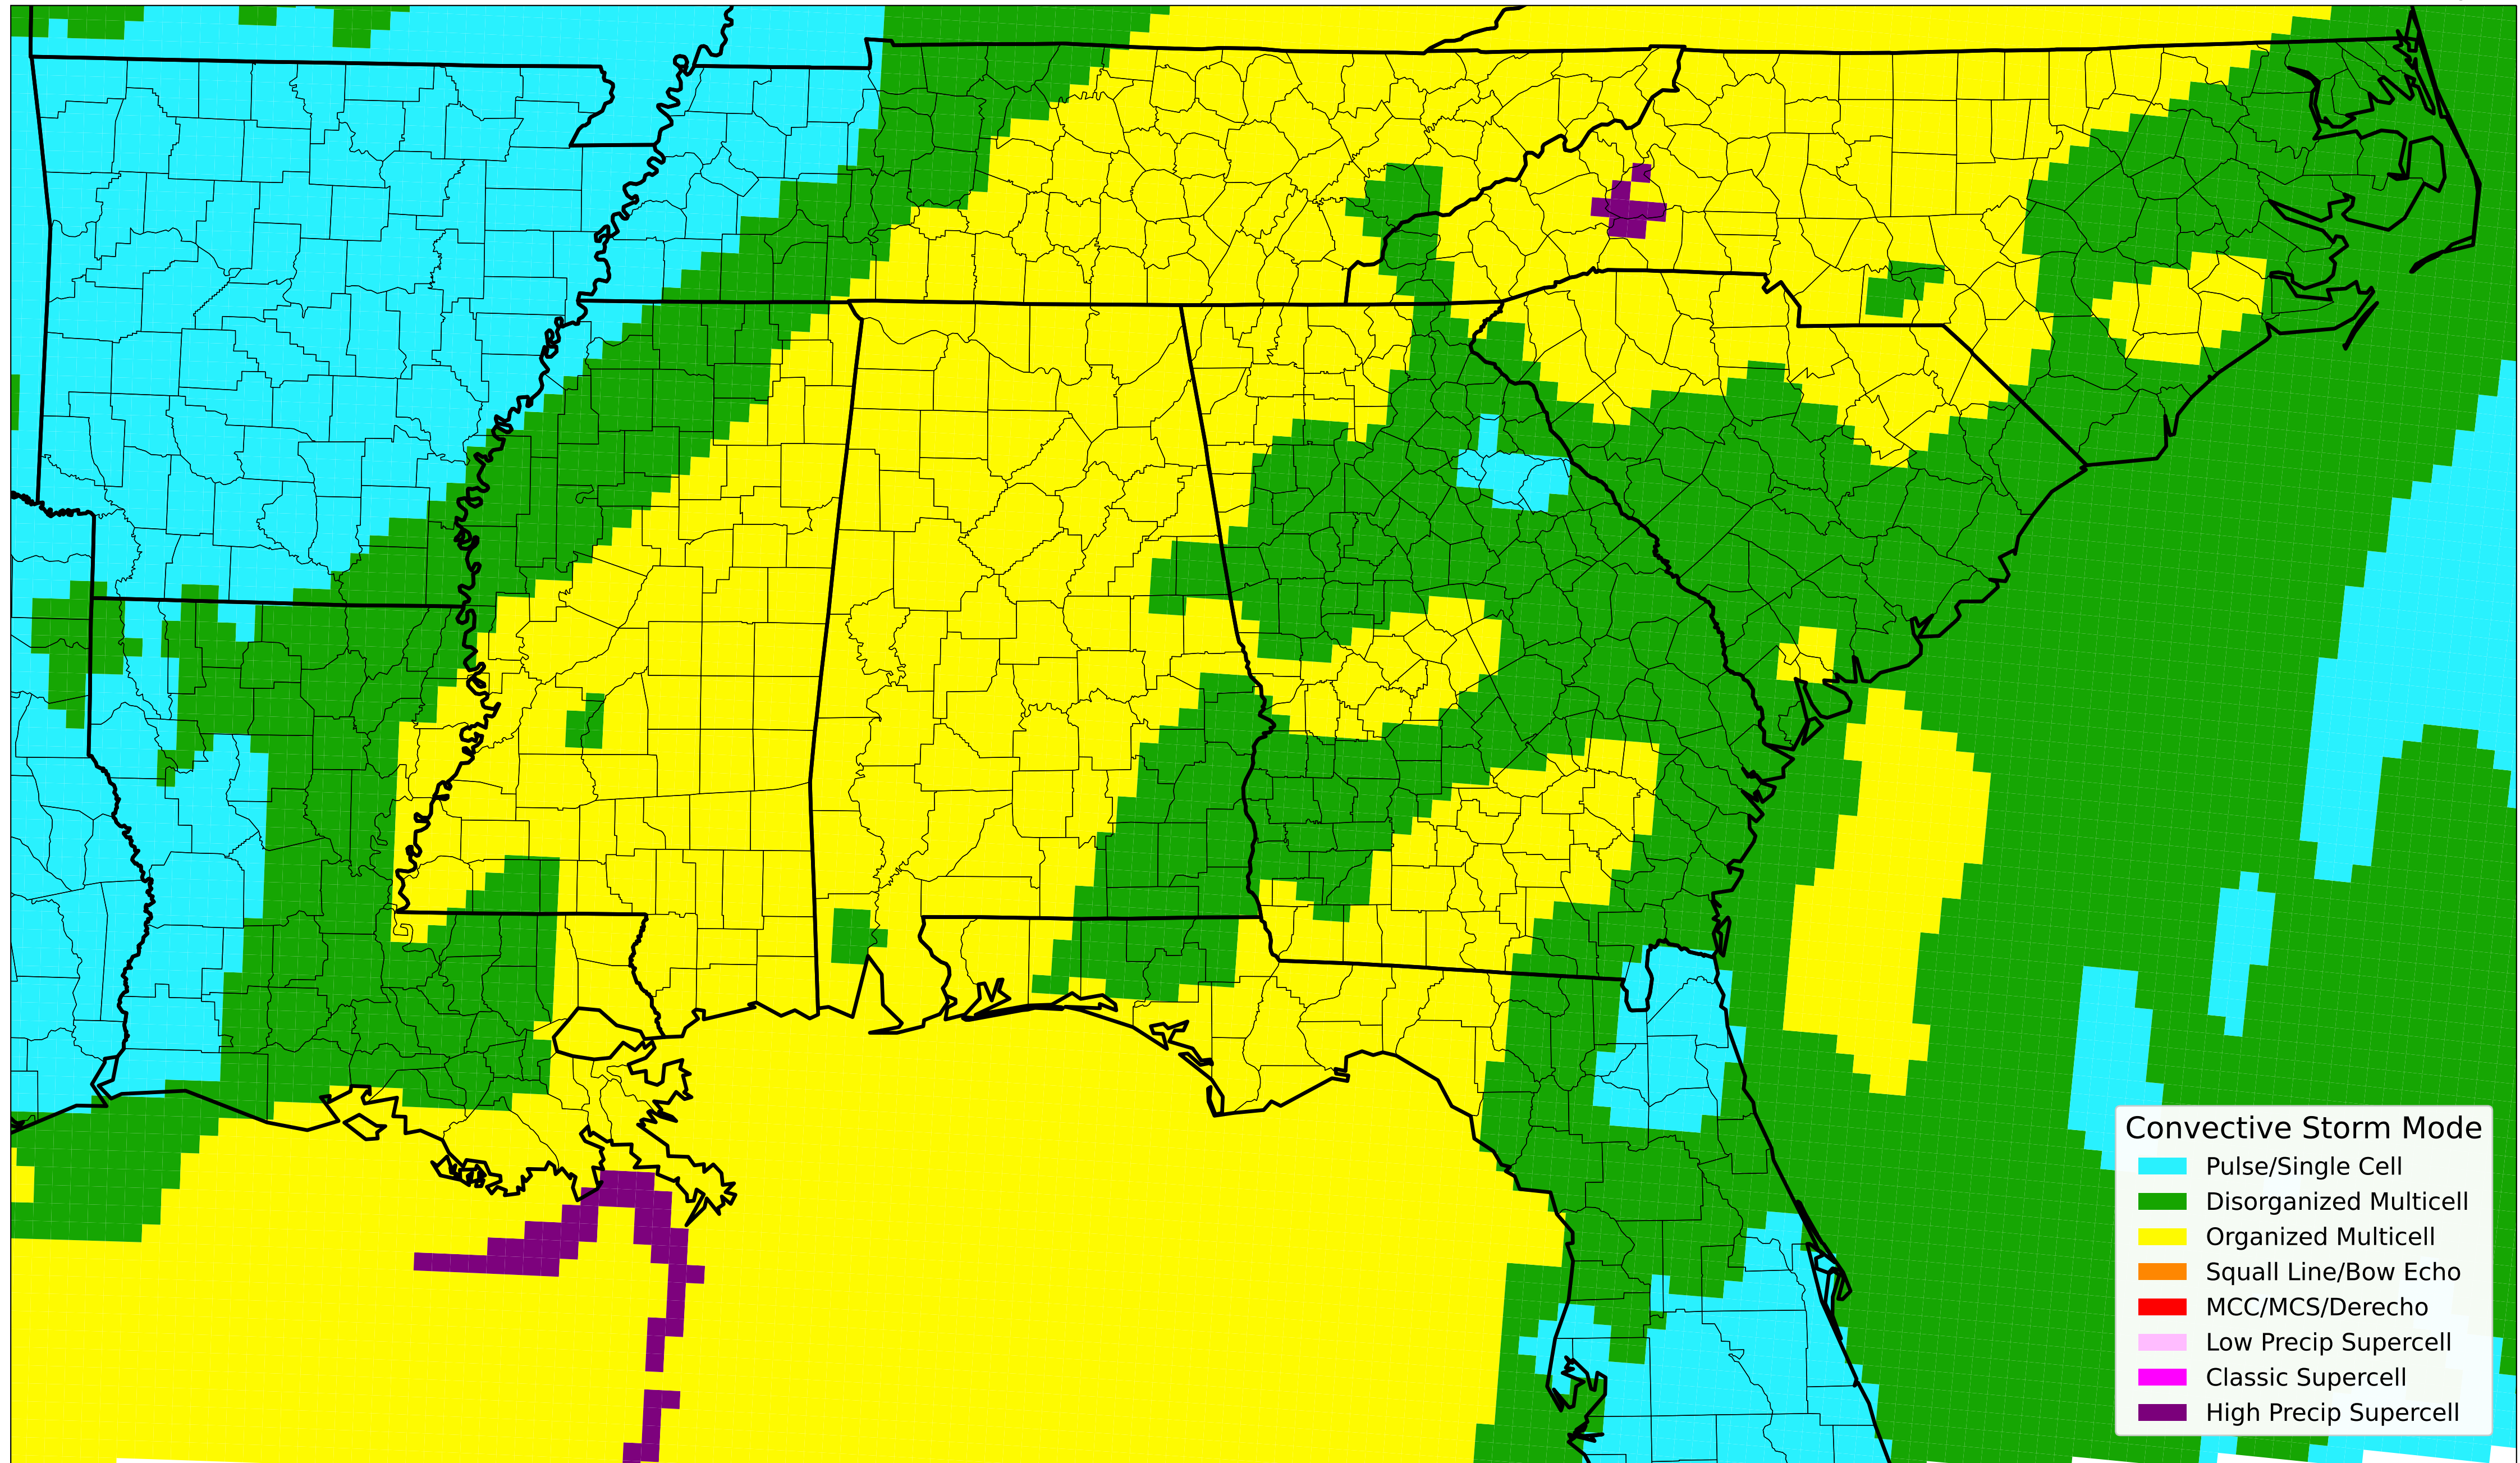 Convective Storm Mode
Pulse/Single Cell
Disorganized Multicell
Organized Multicell
Squall Line/Bow Echo
MCC/MCS/Derecho
Low Precip Supercell
Classic Supercell
High Precip Supercell